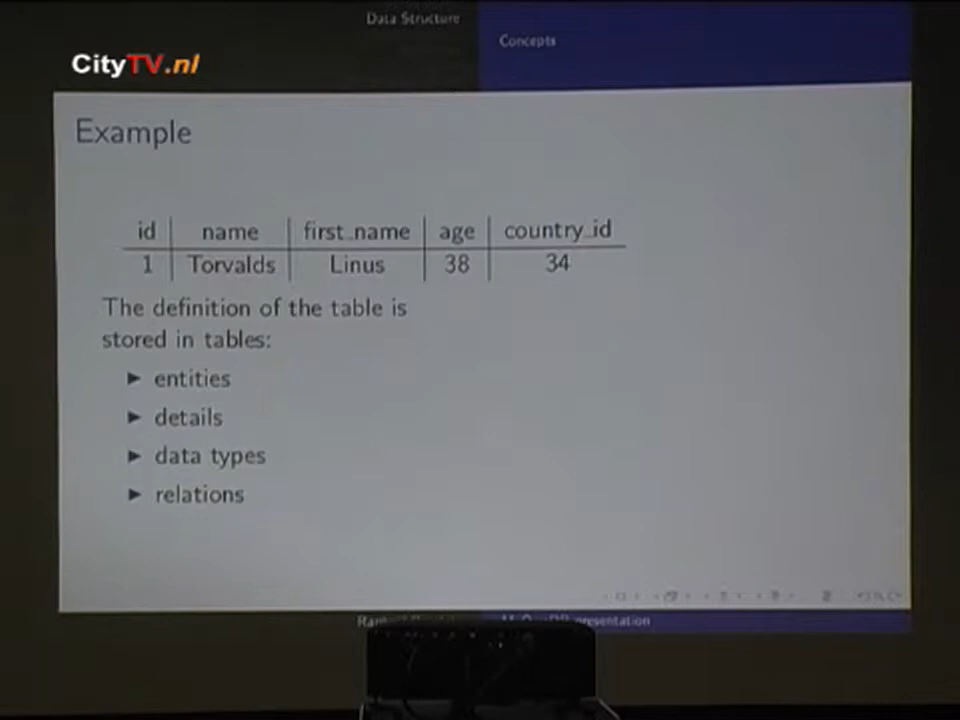 Data Structure
Concepts
CityTV.nl
Example
id name first_name age country_id
1 Torvalds Linus 38 34
The definition of the table is
stored in tables:
entities
details
data types
relations
presentation